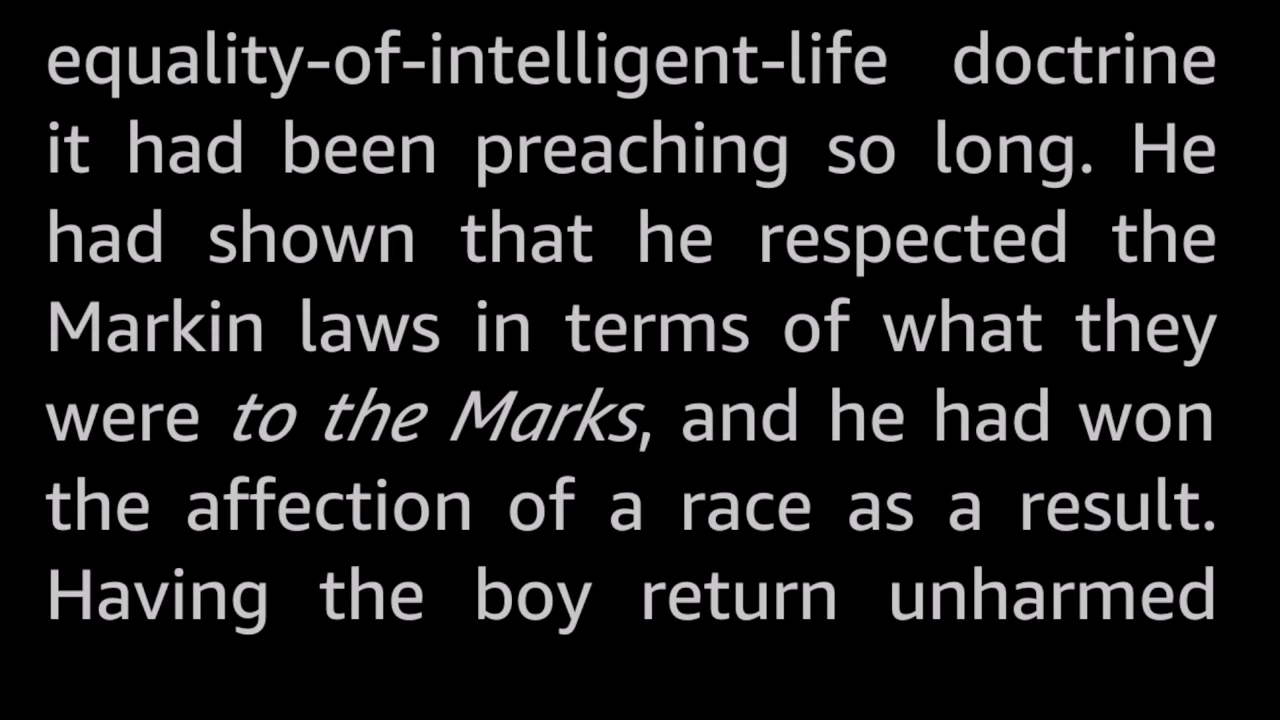 equality-of-intelligent-life doctrine
it had been preaching so long. He
had shown that he respected the
Markin laws in terms of what they
were to the Marks, and he had won
the affection of a race as a result.
Having the boy return unharmed